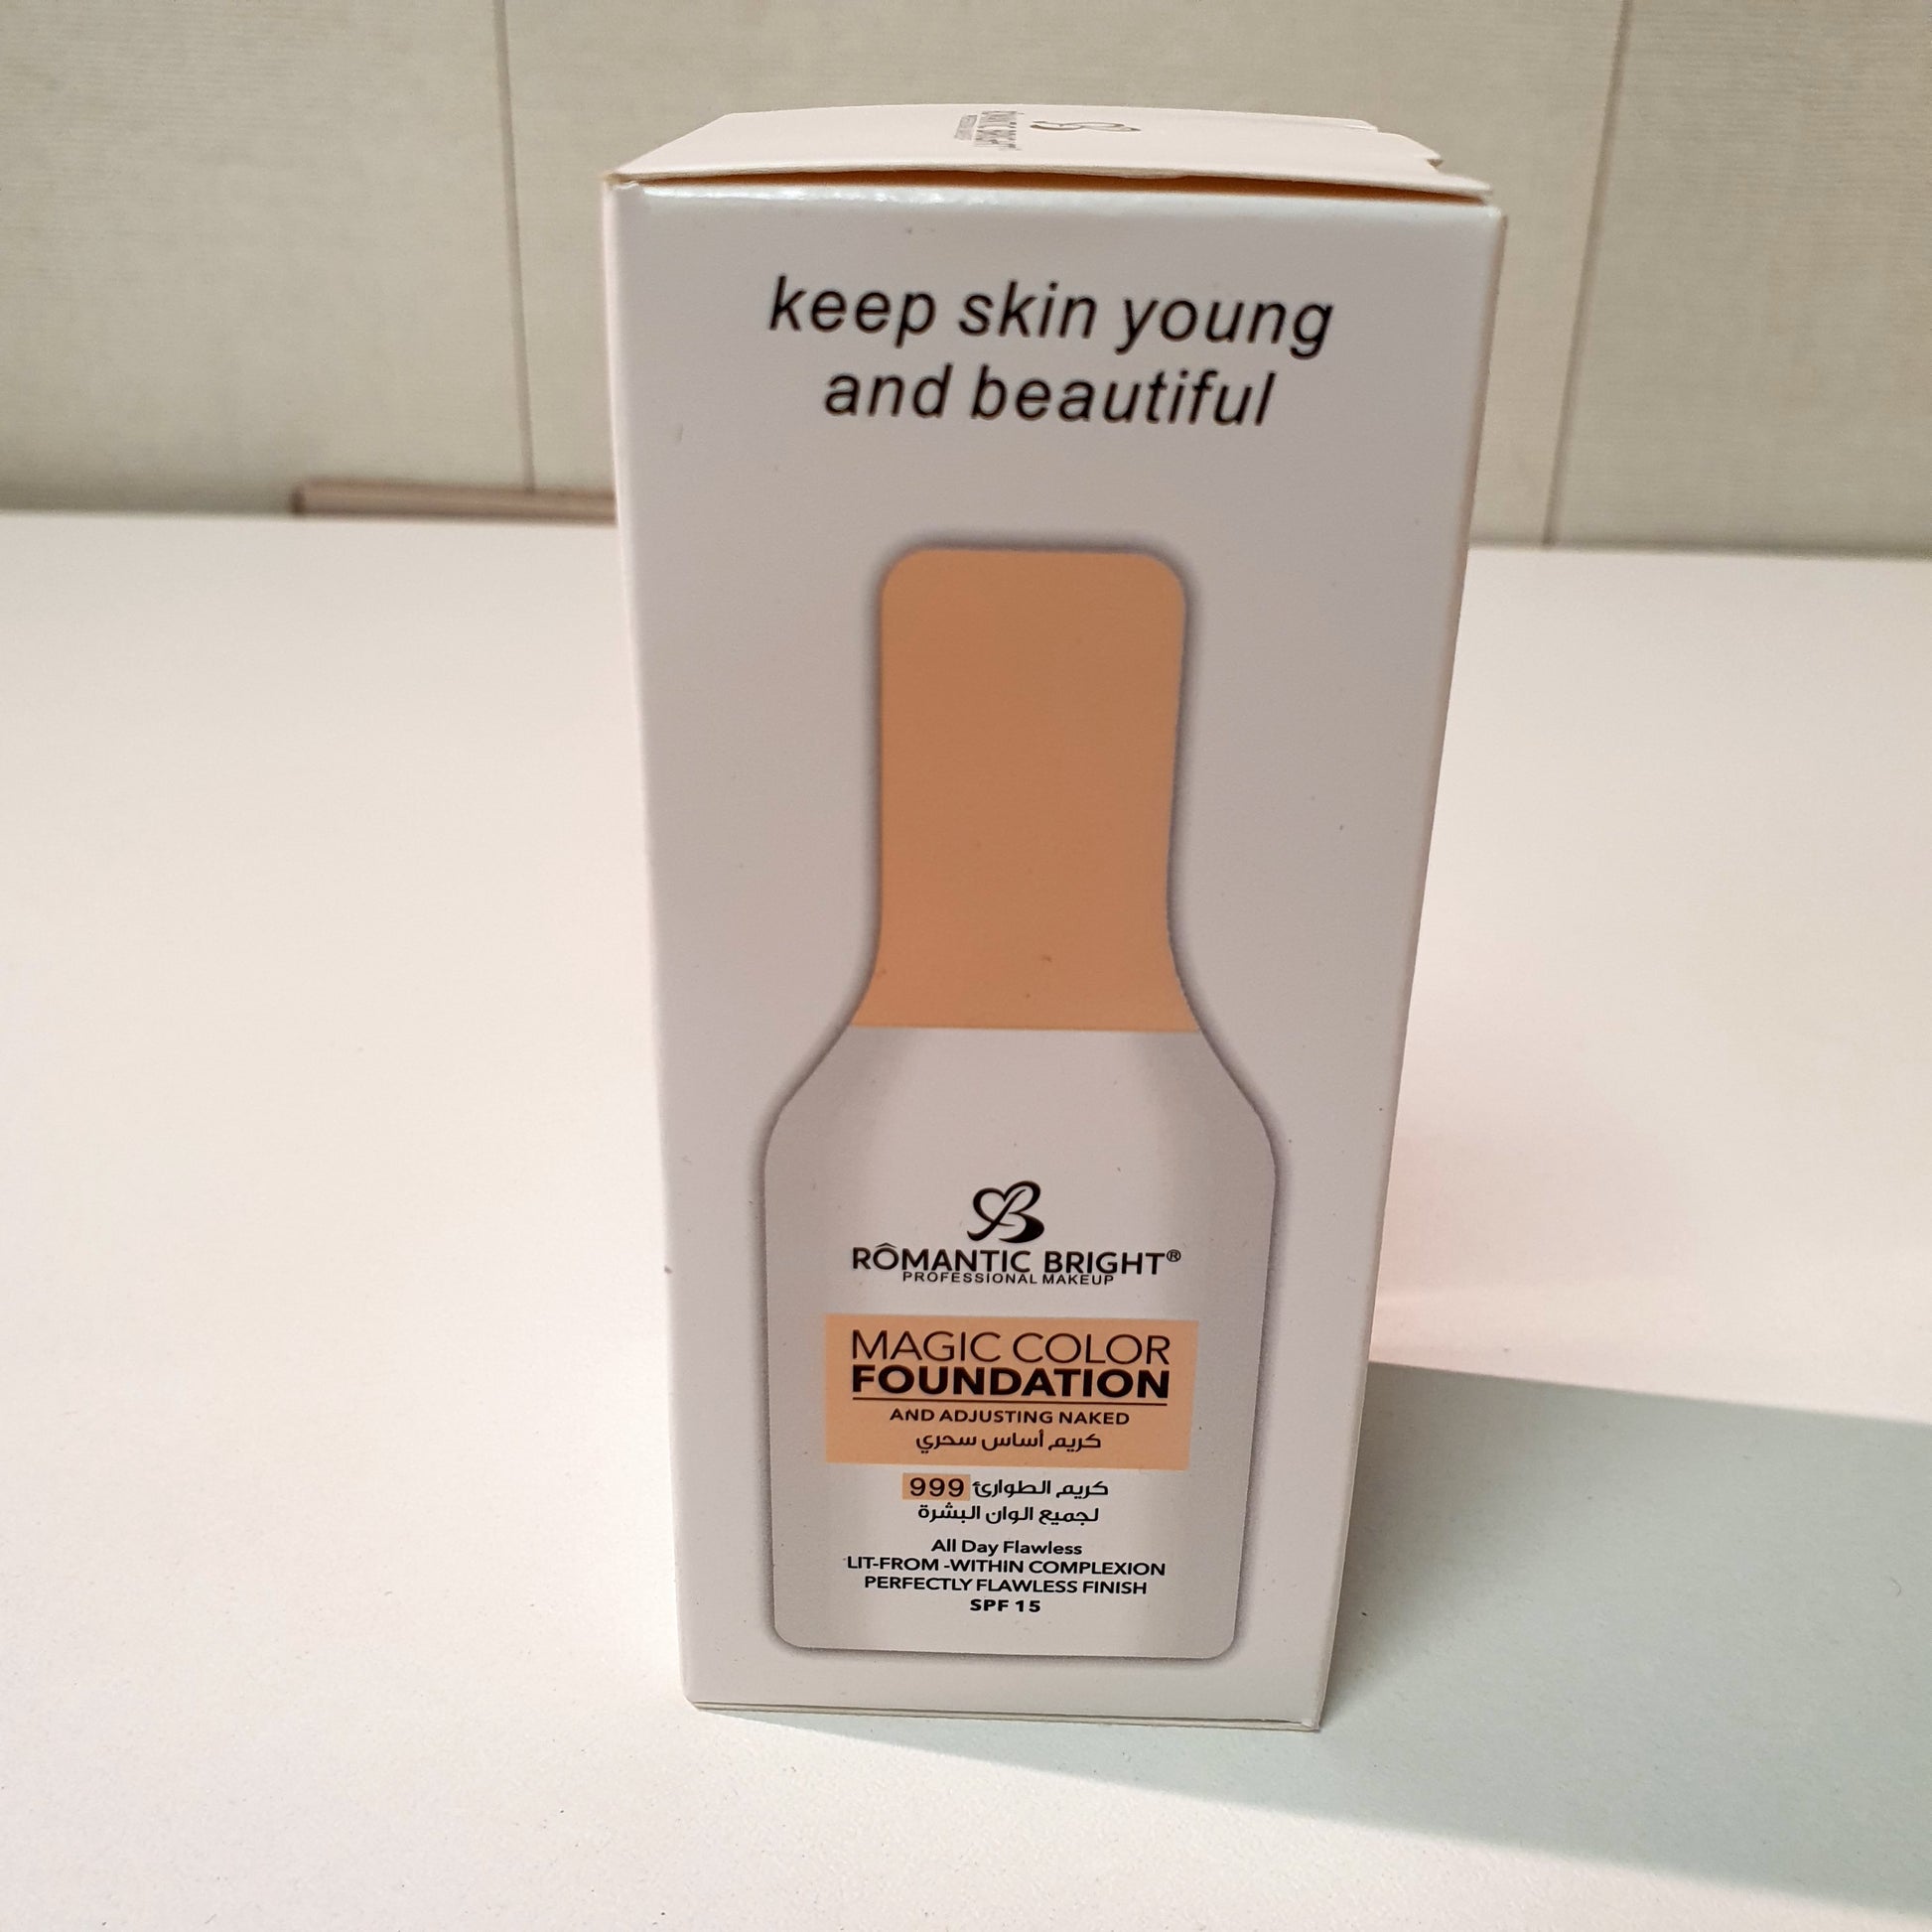 keep skin young
and beautiful
RÔMANTIC BRIGHT®
PROFESSIONAL MAKEUP
MAGIC COLOR
FOUNDATION
AND ADJUSTING NAKED
كريم أساس سحري
كريم الطوارئ 999
لجميع الوان البشرة
All Day Flawless
LIT-FROM -WITHIN COMPLEXION
PERFECTLY FLAWLESS FINISH
SPF 15